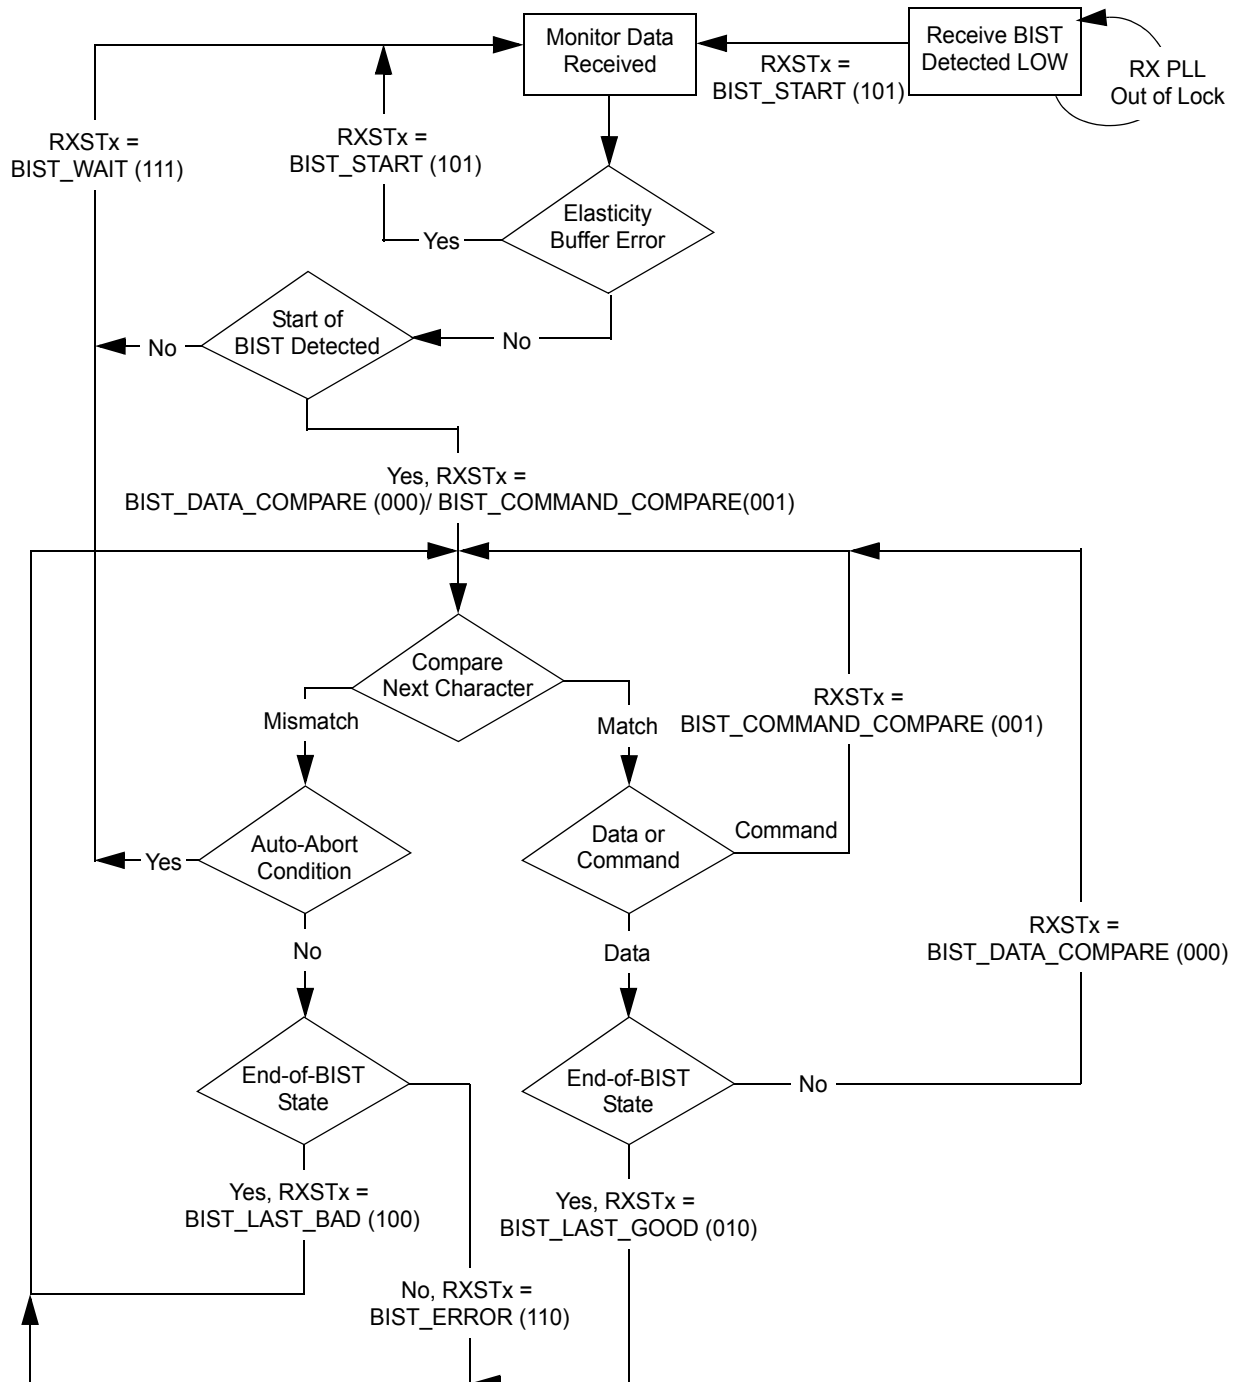 Monitor Data
Received
Receive BIST
Detected LOW
RX PLL
Out of Lock
RXSTx =
BIST_START (101)
RXSTx =
BIST_WAIT (111)
RXSTx =
BIST_START (101)
Elasticity
Buffer Error
Yes
Start of
BIST Detected
No
No
Yes, RXSTx =
BIST_DATA_COMPARE (000)/ BIST_COMMAND_COMPARE(001)
Compare
Next Character
Mismatch
Match
RXSTx =
BIST_COMMAND_COMPARE (001)
Auto-Abort
Condition
Yes
Data or
Command
Command
No
Data
RXSTx =
BIST_DATA_COMPARE (000)
End-of-BIST
State
End-of-BIST
State
No
Yes, RXSTx =
BIST_LAST_BAD (100)
Yes, RXSTx =
BIST_LAST_GOOD (010)
No, RXSTx =
BIST_ERROR (110)